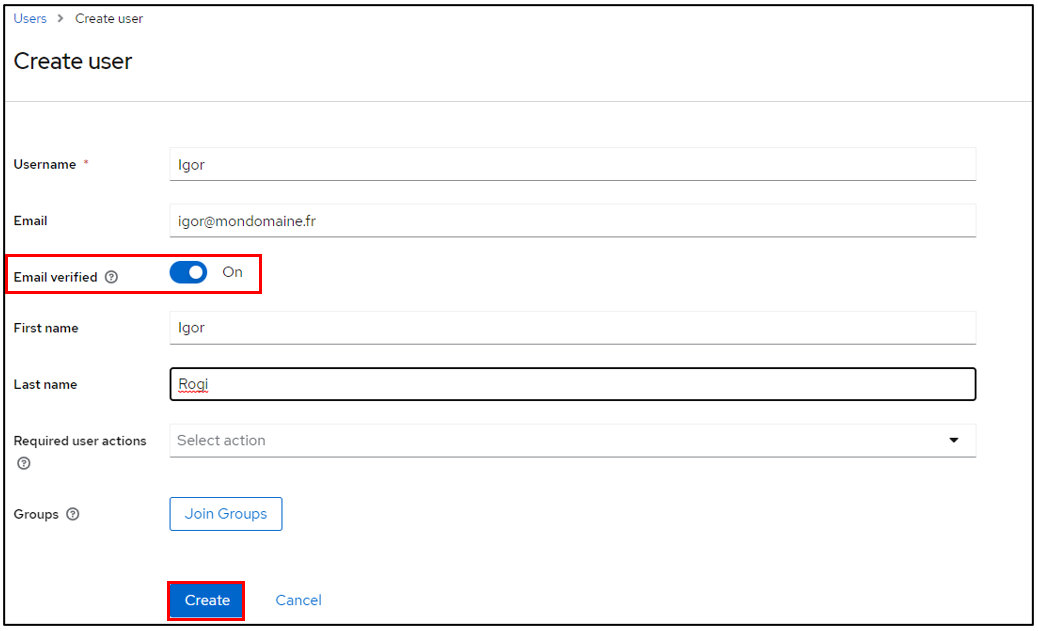 Users > Create user
Create user
Username * Igor
Email igor@mondomaine.fr
Email verified ? On
First name Igor
Last name Rogi
Required user actions Select action
?
Groups ? Join Groups
Create Cancel